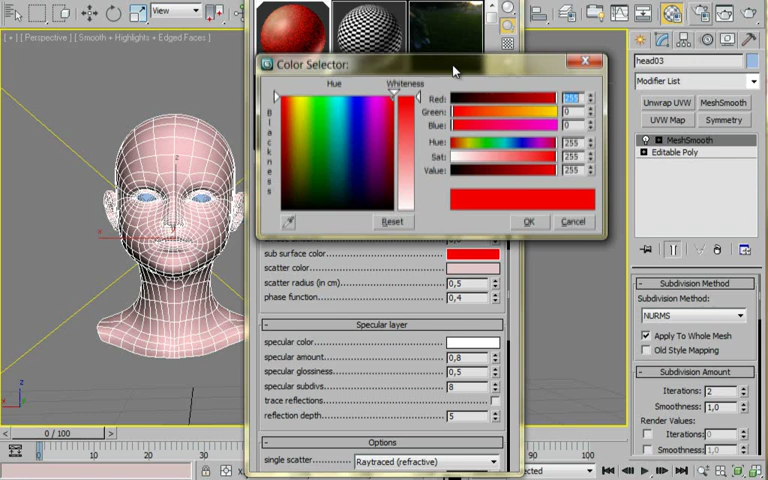 View
[ + ] [ Perspective ] [ Smooth + Highlights + Edged Faces ]
head03
Modifier List
Unwrap UVW
MeshSmooth
UVW Map
Symmetry
MeshSmooth
Editable Poly
Color Selector:
Hue
Whiteness
Blackness
Red: 255
Green: 0
Blue: 0
Hue: 255
Sat: 255
Value: 255
Reset
OK
Cancel
sub surface color
scatter color
scatter radius (in cm) 0,5
phase function 0,4
- Specular layer
specular color
specular amount 0,8
specular glossiness 0,5
specular subdivs 8
trace reflections
reflection depth 5
- Options
single scatter Raytraced (refractive)
- Subdivision Method
Subdivision Method:
NURMS
Apply To Whole Mesh
Old Style Mapping
- Subdivision Amount
Iterations: 2
Smoothness: 1,0
Render Values:
Iterations: 0
Smoothness: 1,0
< 0 / 100 >
0 10 20 30 90 100
z
x
z
x